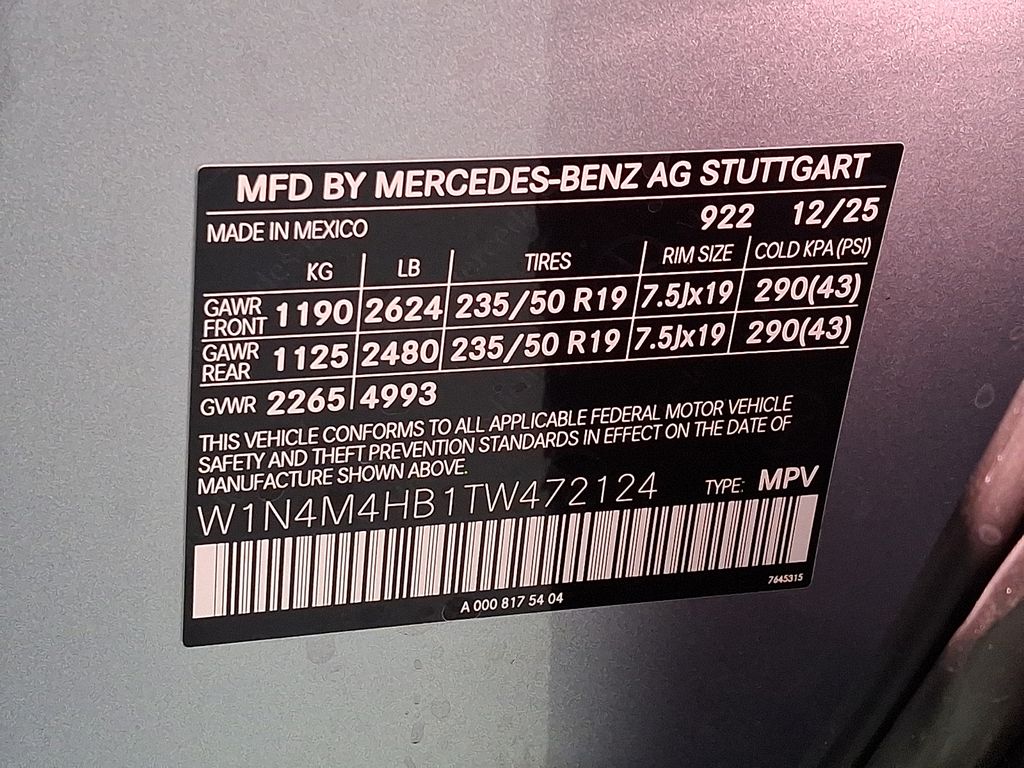 MFD BY MERCEDES-BENZ AG STUTTGART
922 12/25
MADE IN MEXICO
KG LB TIRES RIM SIZE COLD KPA (PSI)
GAWR FRONT 1190 2624 235/50 R19 7.5Jx19 290(43)
GAWR REAR 1125 2480 235/50 R19 7.5Jx19 290(43)
GVWR 2265 4993
THIS VEHICLE CONFORMS TO ALL APPLICABLE FEDERAL MOTOR VEHICLE
SAFETY AND THEFT PREVENTION STANDARDS IN EFFECT ON THE DATE OF
MANUFACTURE SHOWN ABOVE.
W1N4M4HB1TW472124 TYPE: MPV
7645315
A 000 817 54 04